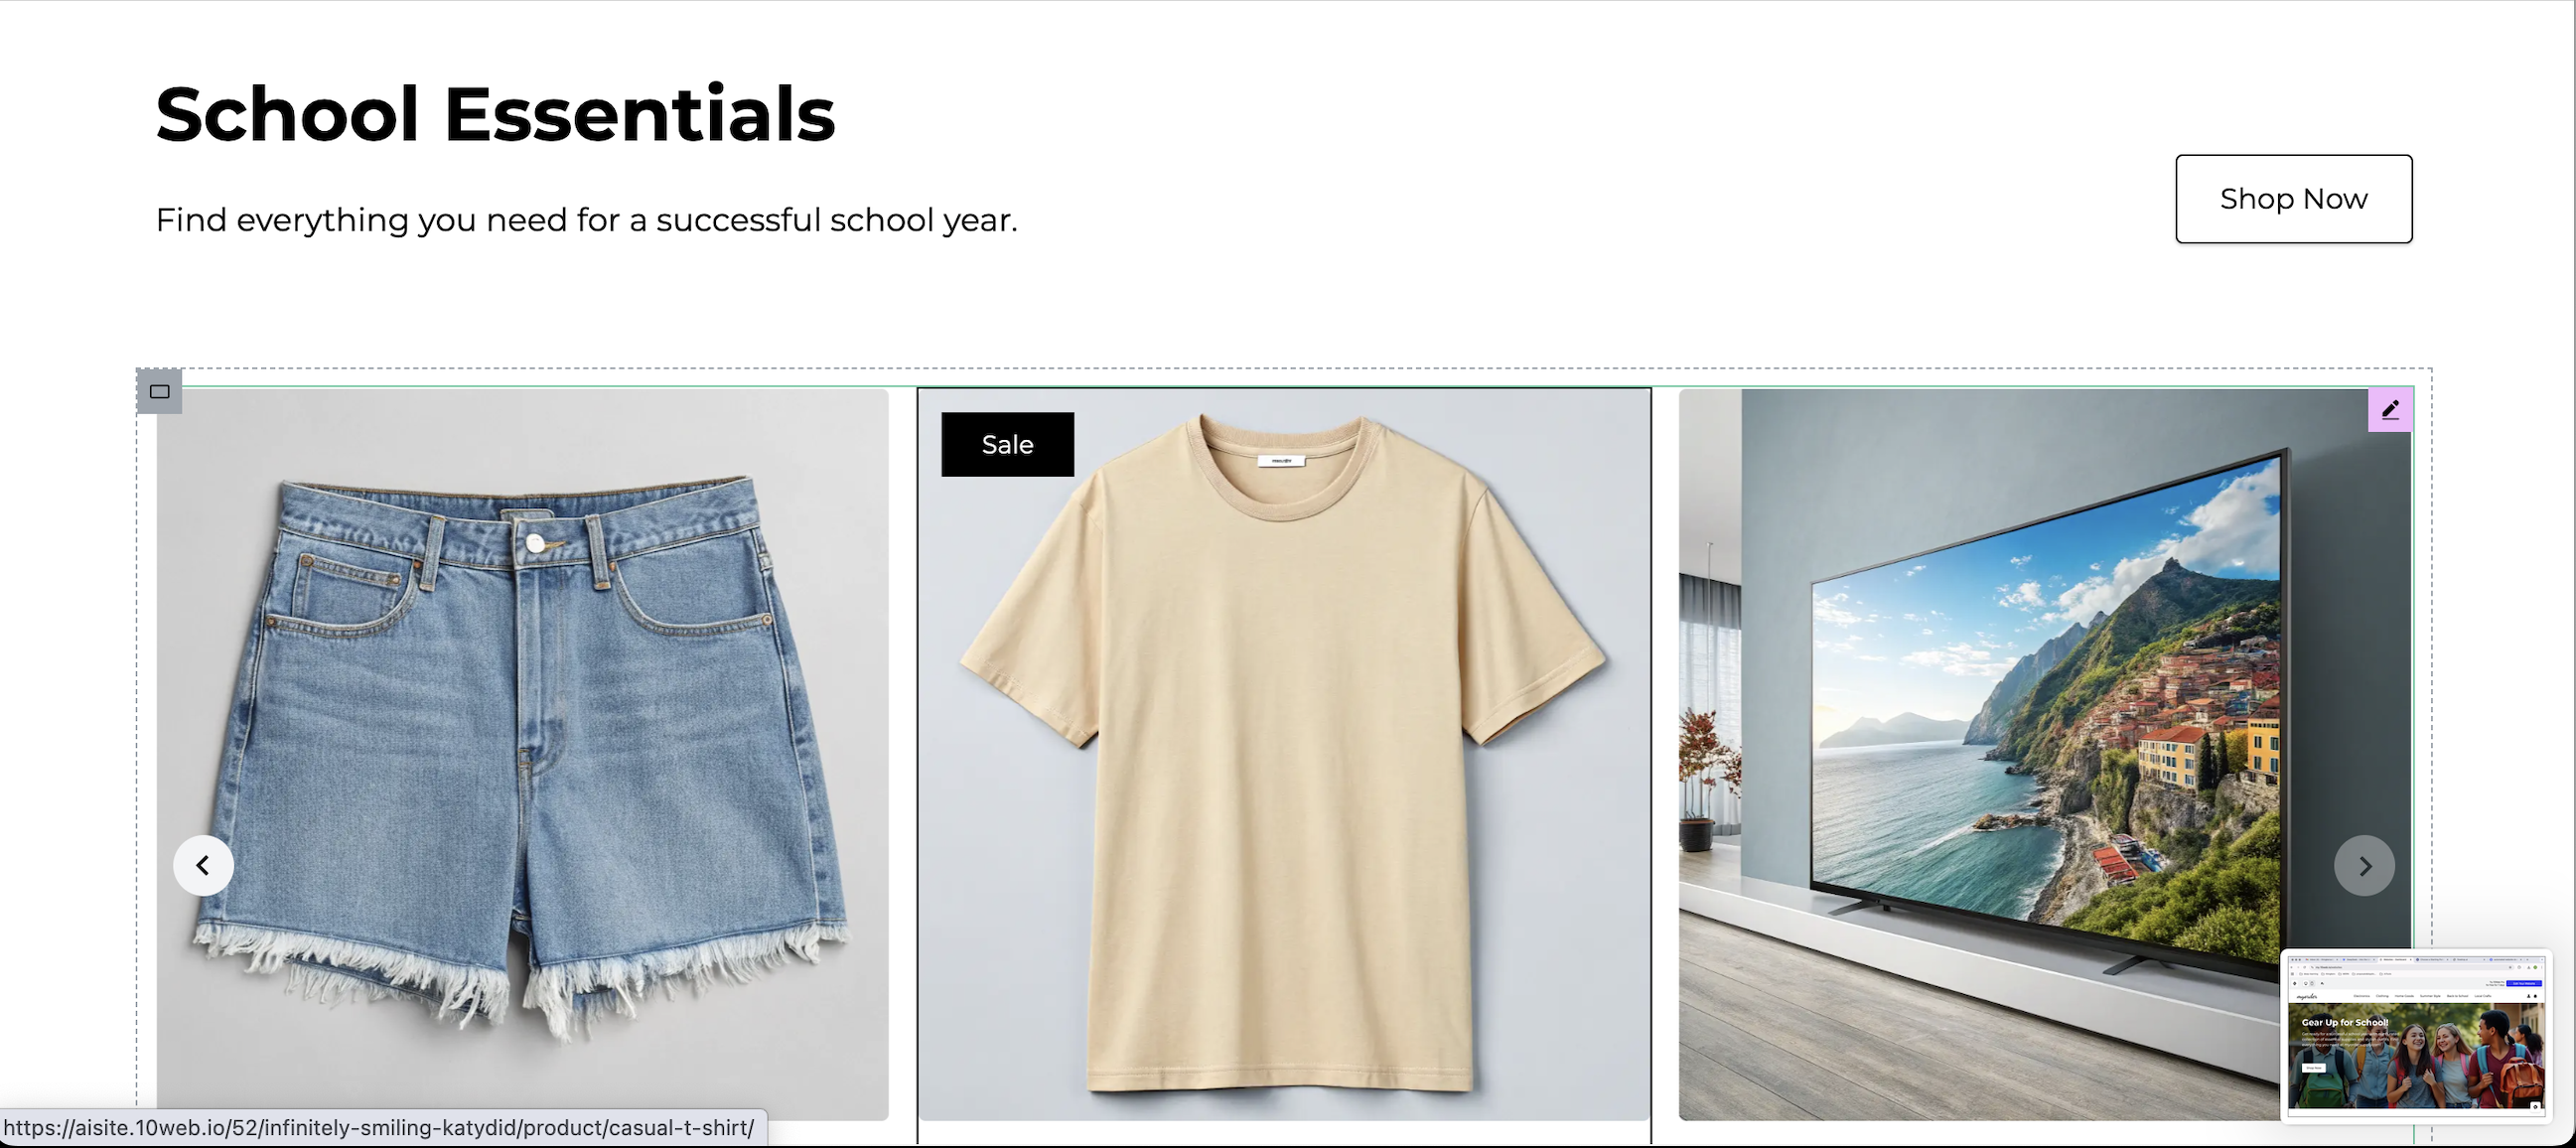 School Essentials
Find everything you need for a successful school year.
Shop Now
Sale
Gear Up for School!
https://aisite.10web.io/52/infinitely-smiling-katydid/product/casual-t-shirt/